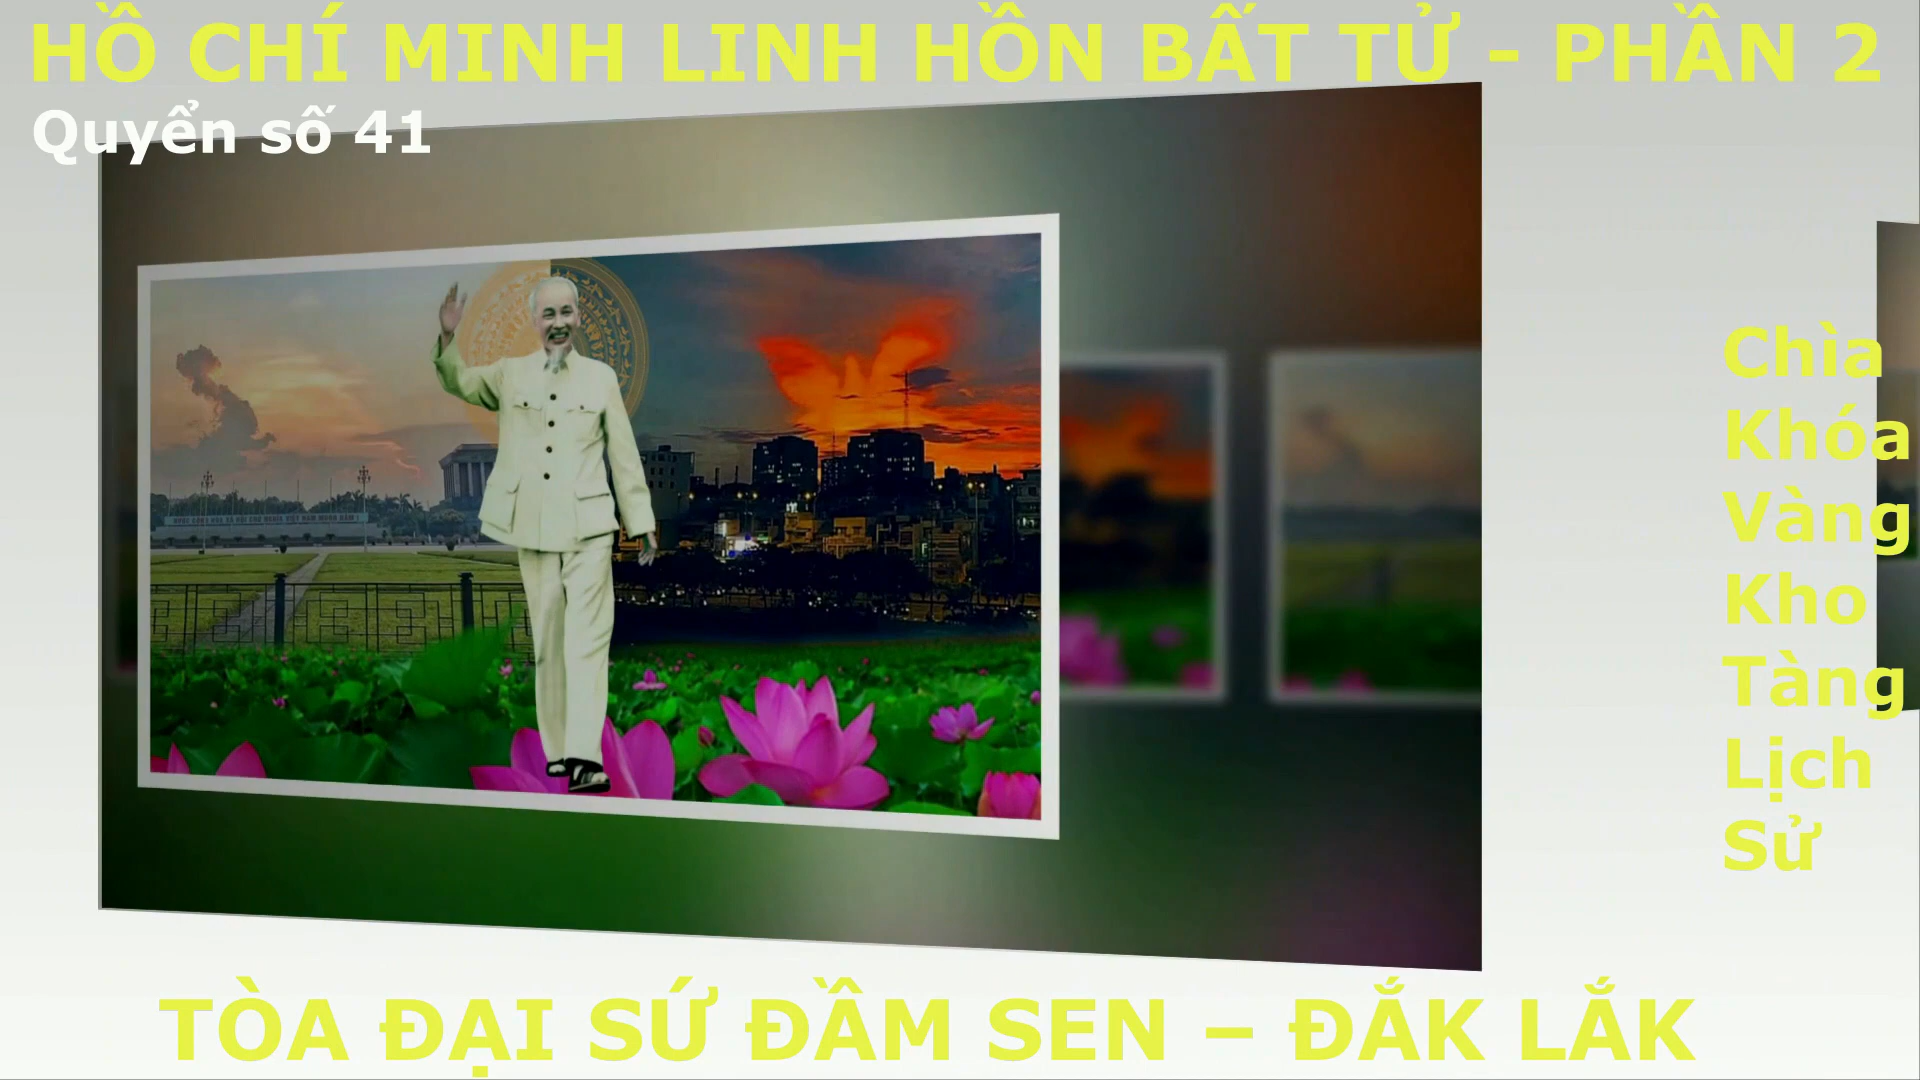 HỒ CHÍ MINH LINH HỒN BẤT TỬ - PHẦN 2
Quyển số 41
Chìa
Khóa
Vàng
Kho
Tàng
Lịch
Sử
TÒA ĐẠI SỨ ĐẦM SEN – ĐẮK LẮK